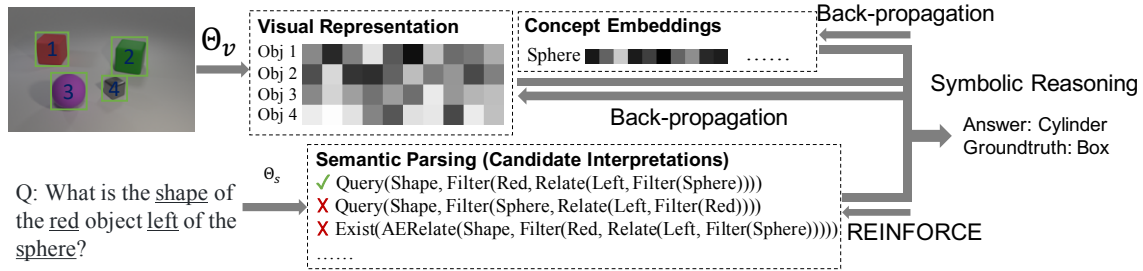 1
2
3
4
Θv
Visual Representation
Obj 1
Obj 2
Obj 3
Obj 4
Concept Embeddings
Sphere ......
Back-propagation
Back-propagation
Symbolic Reasoning
Answer: Cylinder
Groundtruth: Box
Q: What is the shape of
the red object left of the
sphere?
Θs
Semantic Parsing (Candidate Interpretations)
✓ Query(Shape, Filter(Red, Relate(Left, Filter(Sphere))))
X Query(Shape, Filter(Sphere, Relate(Left, Filter(Red))))
X Exist(AERelate(Shape, Filter(Red, Relate(Left, Filter(Sphere)))))
......
REINFORCE